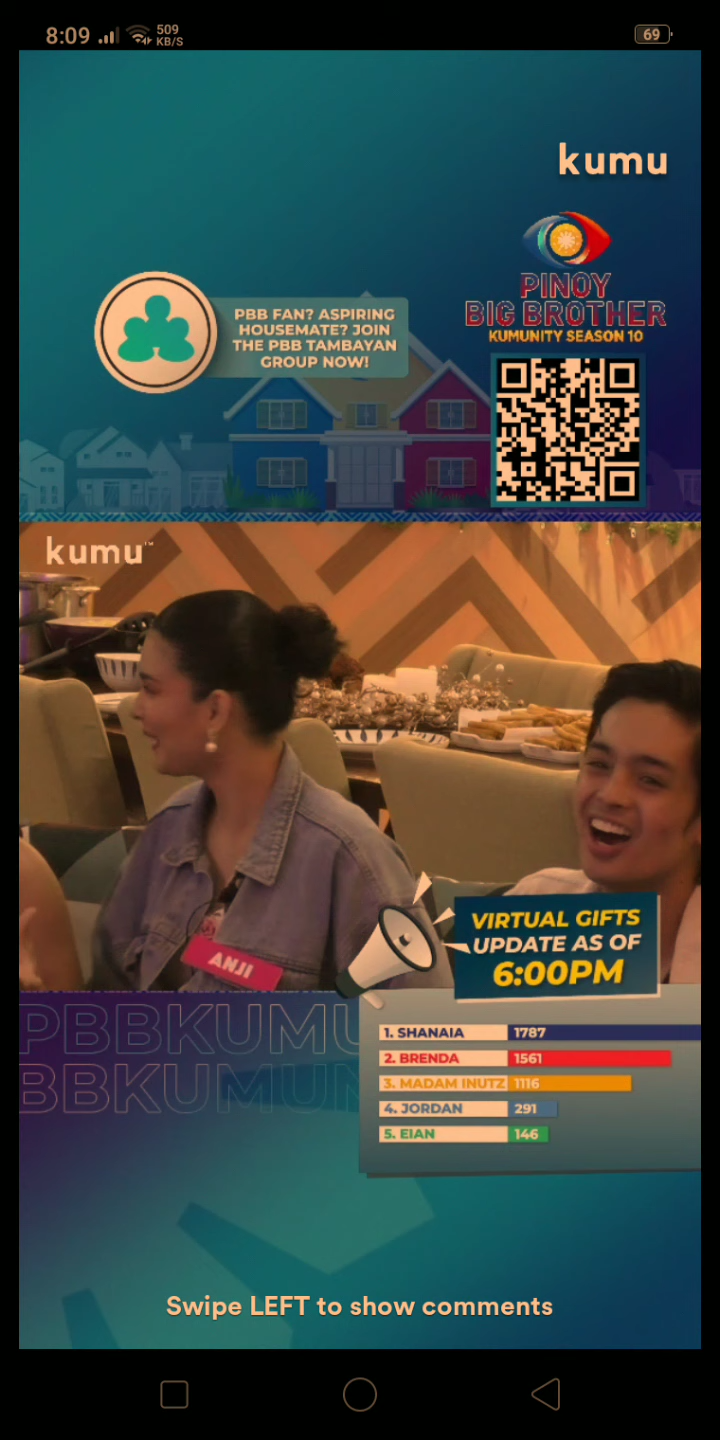 8:09
509
KB/S
69
kumu
PINOY
BIG BROTHER
KUMUNITY SEASON 10
PBB FAN? ASPIRING
HOUSEMATE? JOIN
THE PBB TAMBAYAN
GROUP NOW!
kumu™
ANJI
VIRTUAL GIFTS
UPDATE AS OF
6:00PM
PBBKUMU
BBKUMUN
1. SHANAIA 1787
2. BRENDA 1561
3. MADAM INUTZ 1116
4. JORDAN 291
5. EIAN 146
Swipe LEFT to show comments